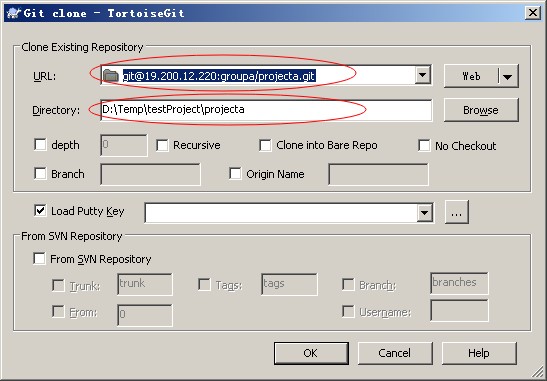 Git clone - TortoiseGit
Clone Existing Repository
URL: git@19.200.12.220:groupa/projecta.git Web
Directory: D:\Temp\testProject\projecta Browse
depth 0 Recursive Clone into Bare Repo No Checkout
Branch Origin Name
Load Putty Key ...
From SVN Repository
From SVN Repository
Trunk: trunk Tags: tags Branch: branches
From: 0 Username:
OK Cancel Help